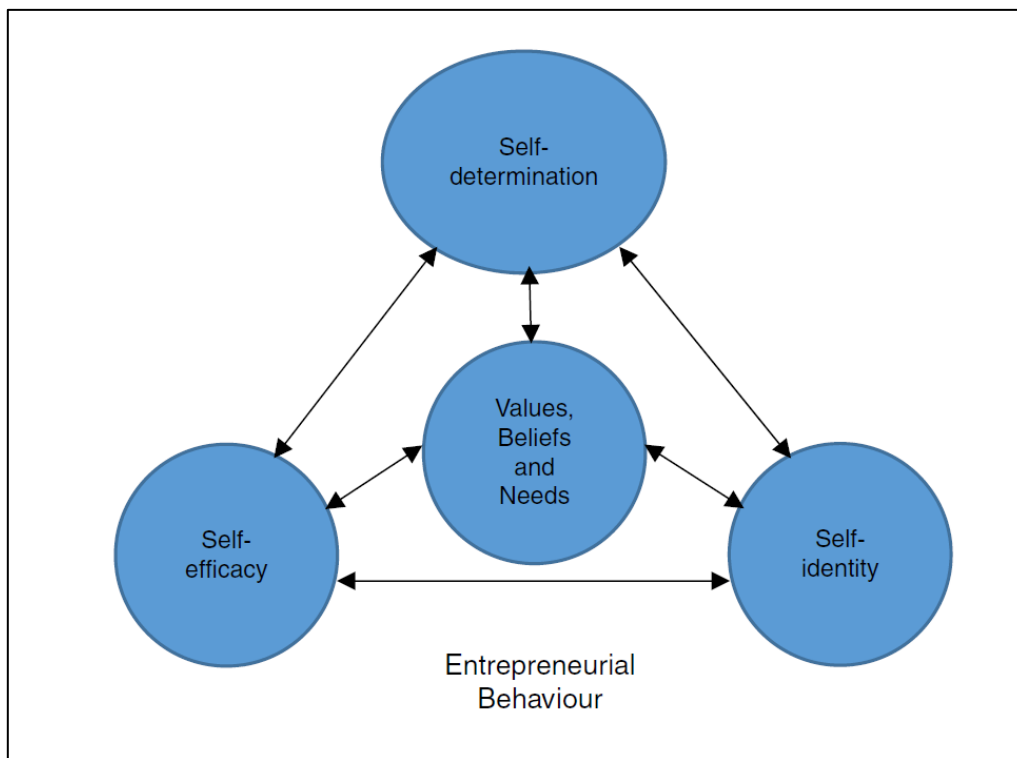 Self-
determination
Values,
Beliefs
and
Needs
Self-
efficacy
Self-
identity
Entrepreneurial
Behaviour